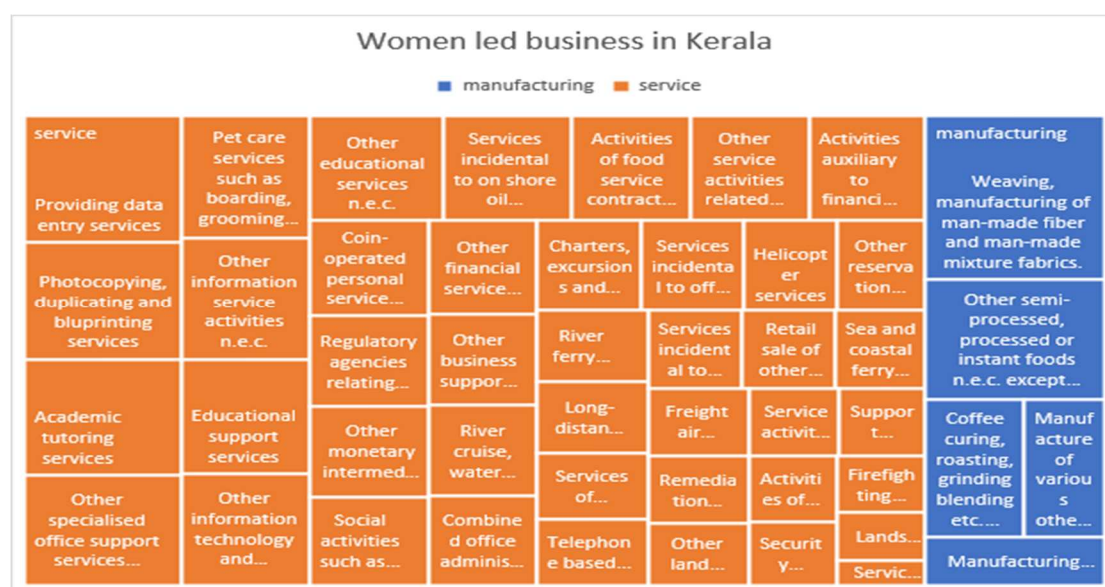 Women led business in Kerala
manufacturing
service
service
Providing data
entry services
Photocopying,
duplicating and
bluprinting
services
Academic
tutoring
services
Other
specialised
office support
services...
Pet care
services
such as
boarding,
grooming...
Other
information
service
activities
n.e.c.
Educational
support
services
Other
information
technology
and...
Other
educational
services
n.e.c.
Services
incidental
to on shore
oil...
Activities
of food
service
contract...
Other
service
activities
related...
Activities
auxiliary
to
financi...
Coin-
operated
personal
service...
Regulatory
agencies
relating...
Other
monetary
intermed...
Social
activities
such as...
Other
financial
service...
Other
business
suppor...
River
cruise,
water...
Combine
d office
adminis...
Charters,
excursion
s and...
River
ferry...
Long-
distan...
Services
of...
Telephon
e based...
Services
incidenta
l to off...
Helicopt
er
services
Other
reserva
tion...
Services
incident
al to...
Retail
sale of
other...
Sea and
coastal
ferry...
Freight
air...
Remedia
tion...
Other
land...
Service
activit...
Activiti
es of...
Securit
y...
Suppor
t...
Firefigh
ting...
Lands...
Servic...
manufacturing
Weaving,
manufacturing of
man-made fiber
and man-made
mixture fabrics.
Other semi-
processed,
processed or
instant foods
n.e.c. except...
Coffee
curing,
roasting,
grinding
blending
etc....
Manuf
acture
of
variou
s
othe...
Manufacturing...